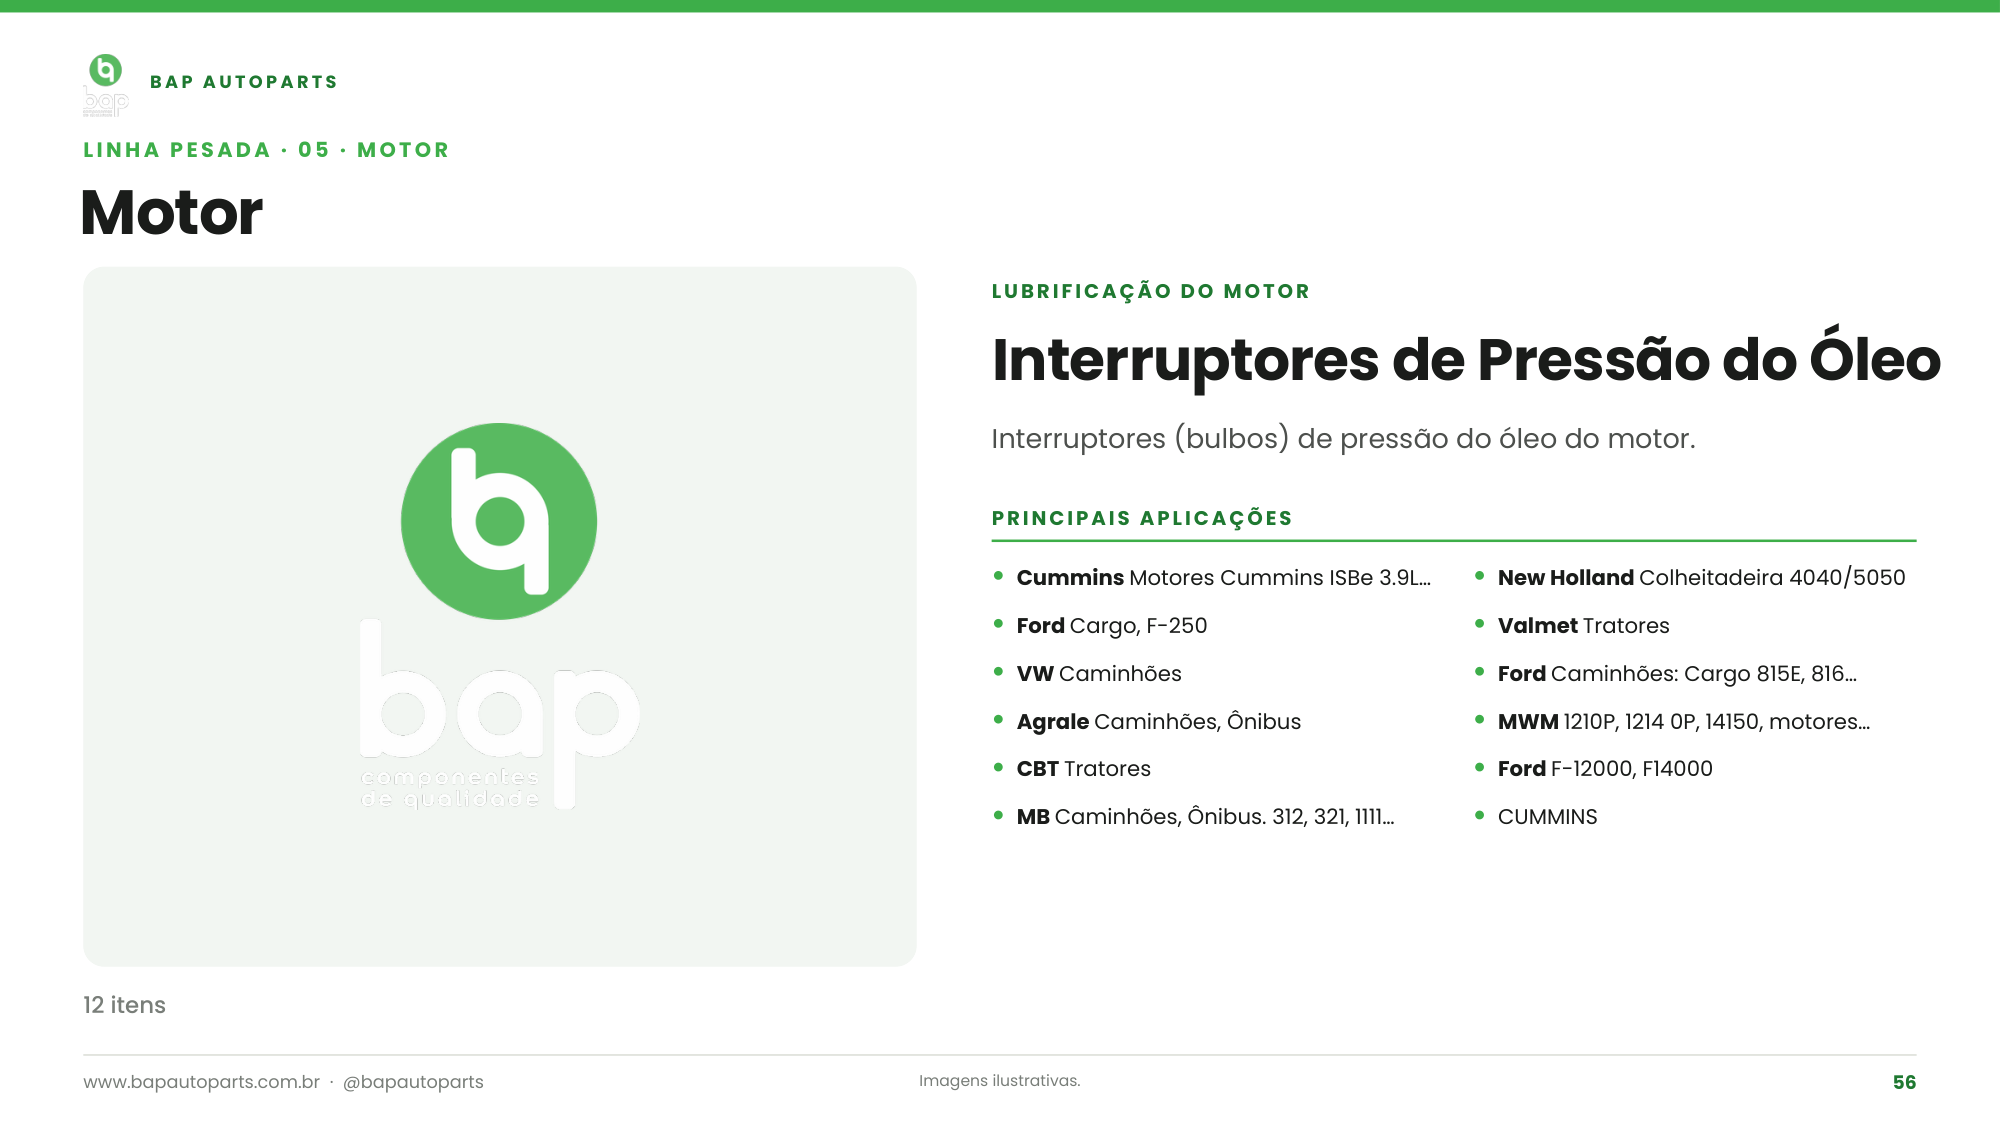 bap
BAP AUTOPARTS
LINHA PESADA · 05 · MOTOR
Motor
bap
componentes
de qualidade
LUBRIFICAÇÃO DO MOTOR
Interruptores de Pressão do Óleo
Interruptores (bulbos) de pressão do óleo do motor.
PRINCIPAIS APLICAÇÕES
• Cummins Motores Cummins ISBe 3.9L...
• Ford Cargo, F-250
• VW Caminhões
• Agrale Caminhões, Ônibus
• CBT Tratores
• MB Caminhões, Ônibus. 312, 321, 1111...
• New Holland Colheitadeira 4040/5050
• Valmet Tratores
• Ford Caminhões: Cargo 815E, 816...
• MWM 1210P, 1214 0P, 14150, motores...
• Ford F-12000, F14000
• CUMMINS
12 itens
www.bapautoparts.com.br · @bapautoparts
Imagens ilustrativas.
56